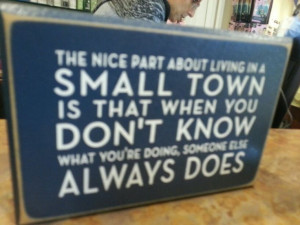 THE NICE PART ABOUT LIVING IN A
SMALL TOWN
IS THAT WHEN YOU
DON'T KNOW
WHAT YOU'RE DOING, SOMEONE ELSE
ALWAYS DOES